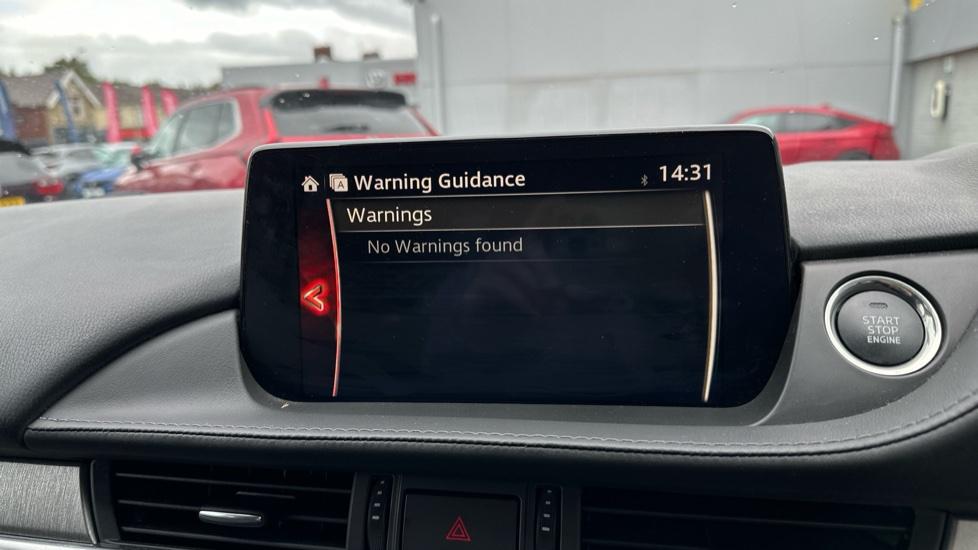 Warning Guidance 14:31
Warnings
No Warnings found
START
STOP
ENGINE
A